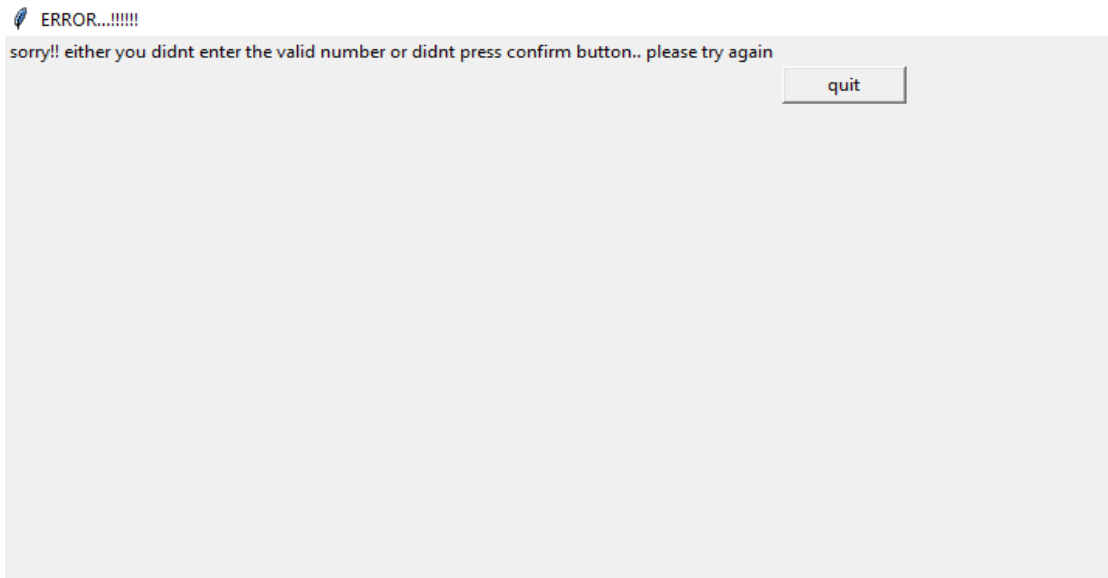 ERROR...!!!!!!
sorry!! either you didnt enter the valid number or didnt press confirm button.. please try again
quit